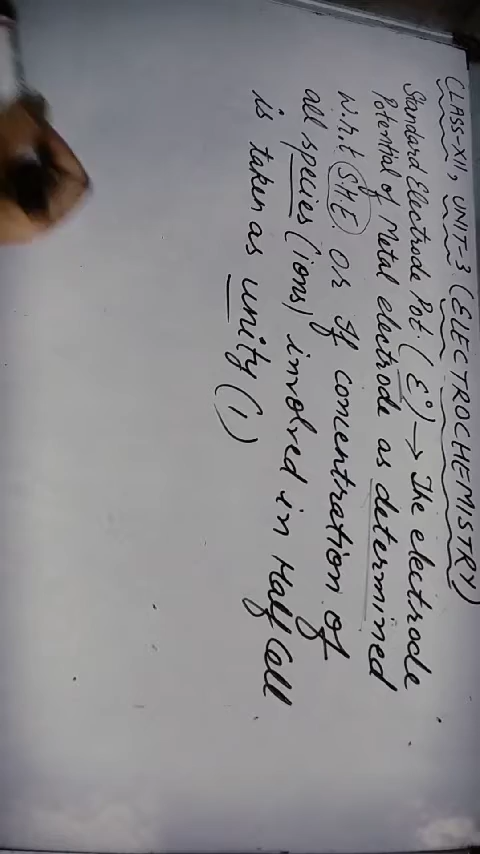 CLASS-XII, UNIT-3 (ELECTROCHEMISTRY)
Standard Electrode Pot. (E°) → The electrode
Potential of Metal electrode as determined
w.r.t S.H.E. or If concentration of
all species (ions) involved in Half Cell
is taken as unity (1)